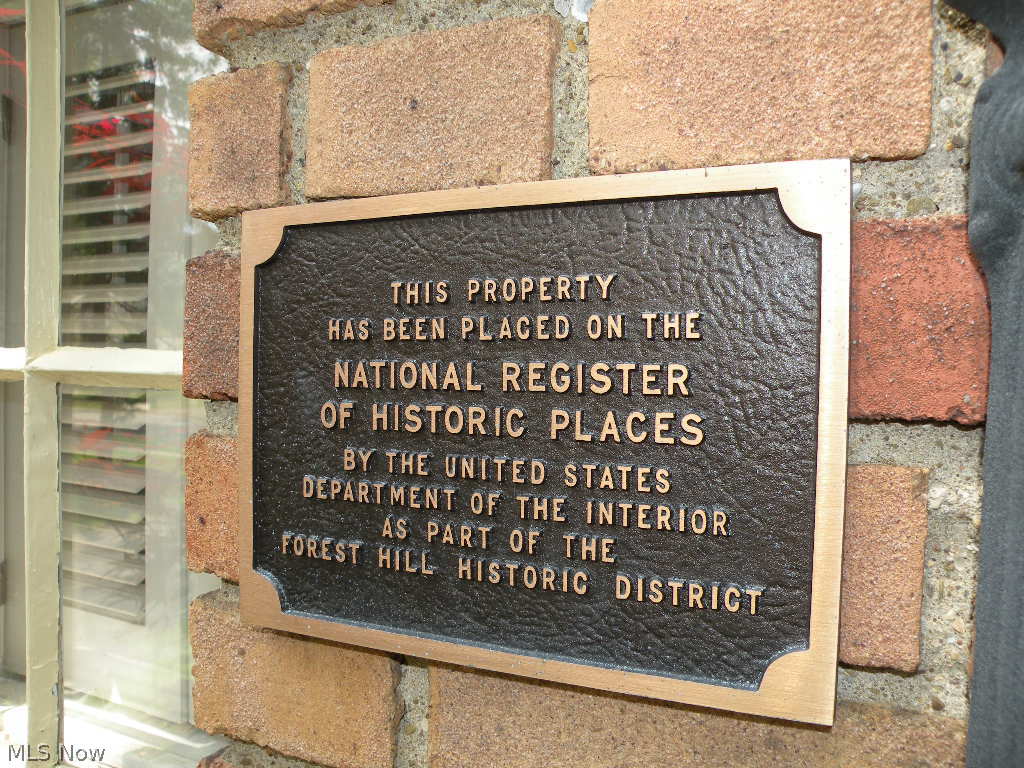 THIS PROPERTY
HAS BEEN PLACED ON THE
NATIONAL REGISTER
OF HISTORIC PLACES
BY THE UNITED STATES
DEPARTMENT OF THE INTERIOR
AS PART OF THE
FOREST HILL HISTORIC DISTRICT
MLS Now